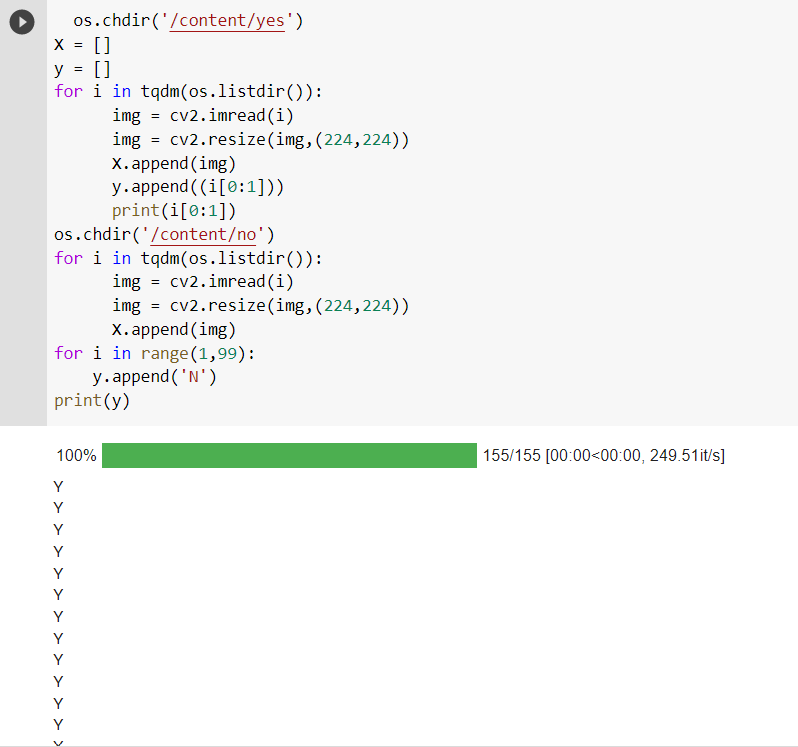 os.chdir('/content/yes')
X = []
y = []
for i in tqdm(os.listdir()):
      img = cv2.imread(i)
      img = cv2.resize(img,(224,224))
      X.append(img)
      y.append((i[0:1]))
      print(i[0:1])
os.chdir('/content/no')
for i in tqdm(os.listdir()):
      img = cv2.imread(i)
      img = cv2.resize(img,(224,224))
      X.append(img)
for i in range(1,99):
    y.append('N')
print(y)
100% 155/155 [00:00<00:00, 249.51it/s]
Y
Y
Y
Y
Y
Y
Y
Y
Y
Y
Y
Y
Y